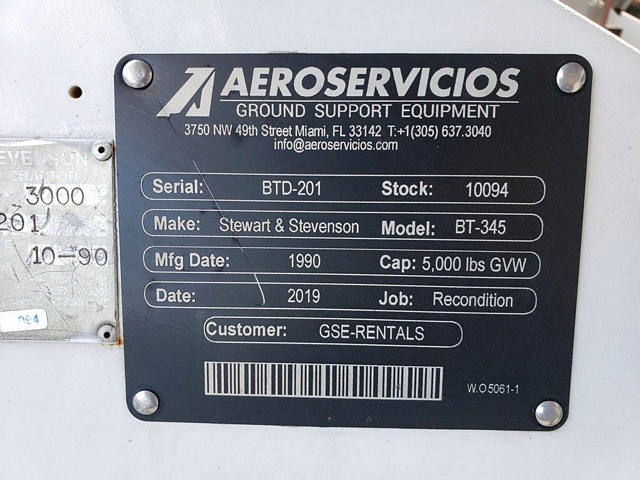 AEROSERVICIOS
GROUND SUPPORT EQUIPMENT
3750 NW 49th Street Miami, FL 33142 T:+1(305) 637.3040
info@aeroservicios.com
Serial: BTD-201 Stock: 10094
Make: Stewart & Stevenson Model: BT-345
Mfg Date: 1990 Cap: 5,000 lbs GVW
Date: 2019 Job: Recondition
Customer: GSE-RENTALS
W.O5061-1
EVENSON
3000
201
10-90